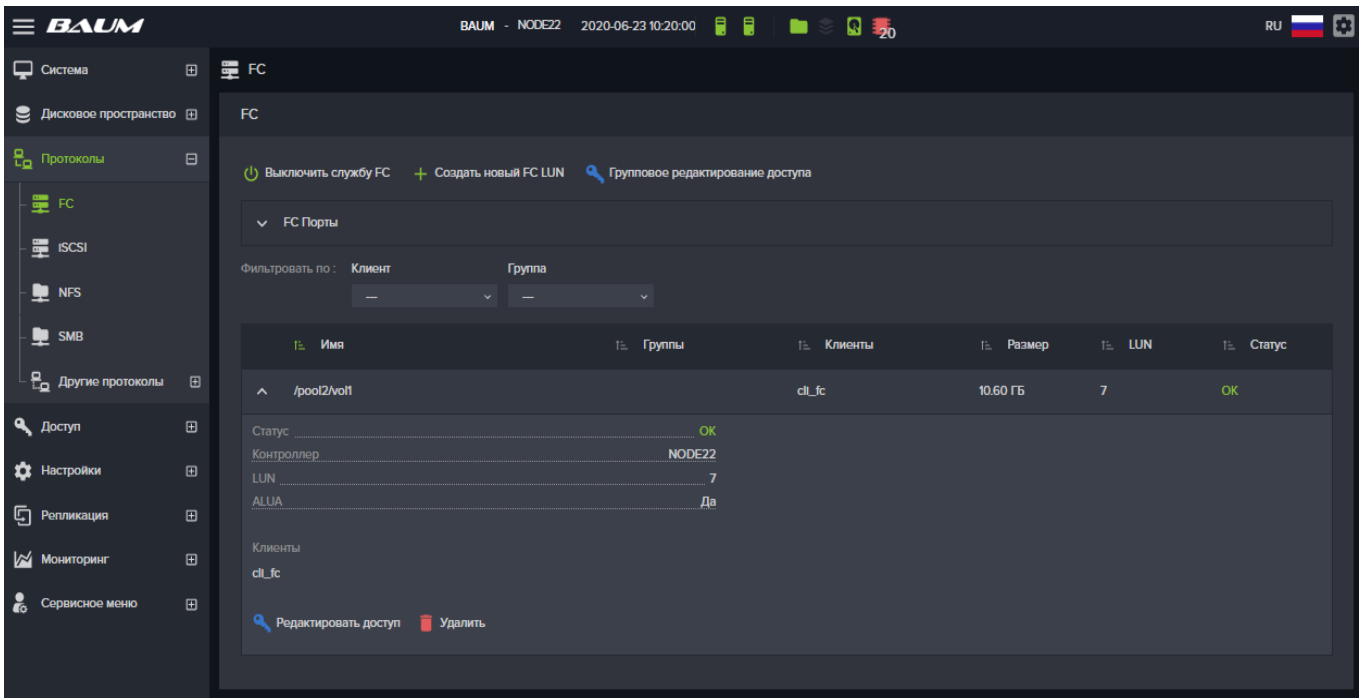 BAUM
BAUM - NODE22 2020-06-23 10:20:00 20 RU
Система
Дисковое пространство
Протоколы
FC
iSCSI
NFS
SMB
Другие протоколы
Доступ
Настройки
Репликация
Мониторинг
Сервисное меню
FC
FC
Выключить службу FC Создать новый FC LUN Групповое редактирование доступа
FC Порты
Фильтровать по : Клиент Группа
— —
Имя Группы Клиенты Размер LUN Статус
/pool2/vol1 cli_fc 10.60 ГБ 7 OK
Статус OK
Контроллер NODE22
LUN 7
ALUA Да
Клиенты
cli_fc
Редактировать доступ Удалить